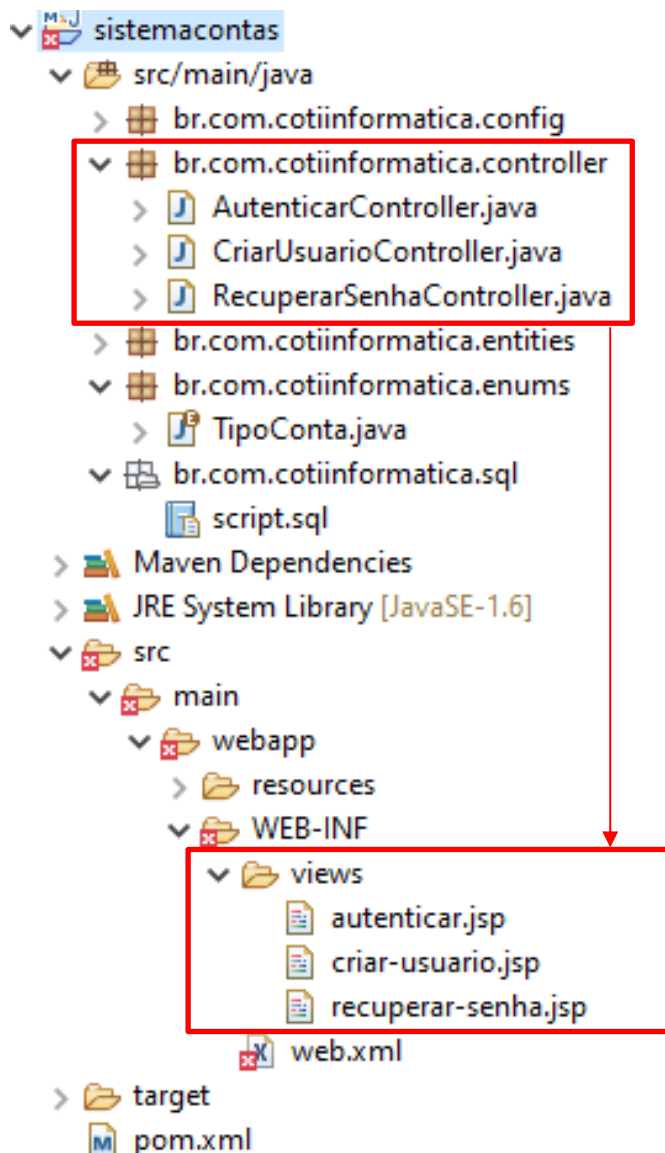 sistemacontas
src/main/java
br.com.cotiinformatica.config
br.com.cotiinformatica.controller
AutenticarController.java
CriarUsuarioController.java
RecuperarSenhaController.java
br.com.cotiinformatica.entities
br.com.cotiinformatica.enums
TipoConta.java
br.com.cotiinformatica.sql
script.sql
Maven Dependencies
JRE System Library [JavaSE-1.6]
src
main
webapp
resources
WEB-INF
views
autenticar.jsp
criar-usuario.jsp
recuperar-senha.jsp
web.xml
target
pom.xml